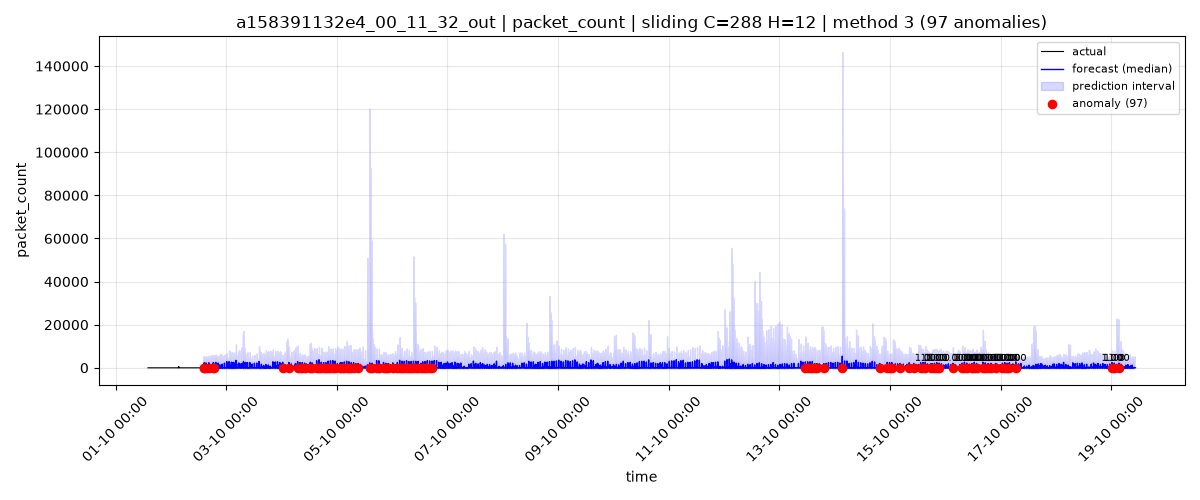 a158391132e4_00_11_32_out | packet_count | sliding C=288 H=12 | method 3 (97 anomalies)
actual
forecast (median)
prediction interval
anomaly (97)
packet_count
140000
120000
100000
80000
60000
40000
20000
0
01-10 00:00
03-10 00:00
05-10 00:00
07-10 00:00
09-10 00:00
11-10 00:00
13-10 00:00
15-10 00:00
17-10 00:00
19-10 00:00
time